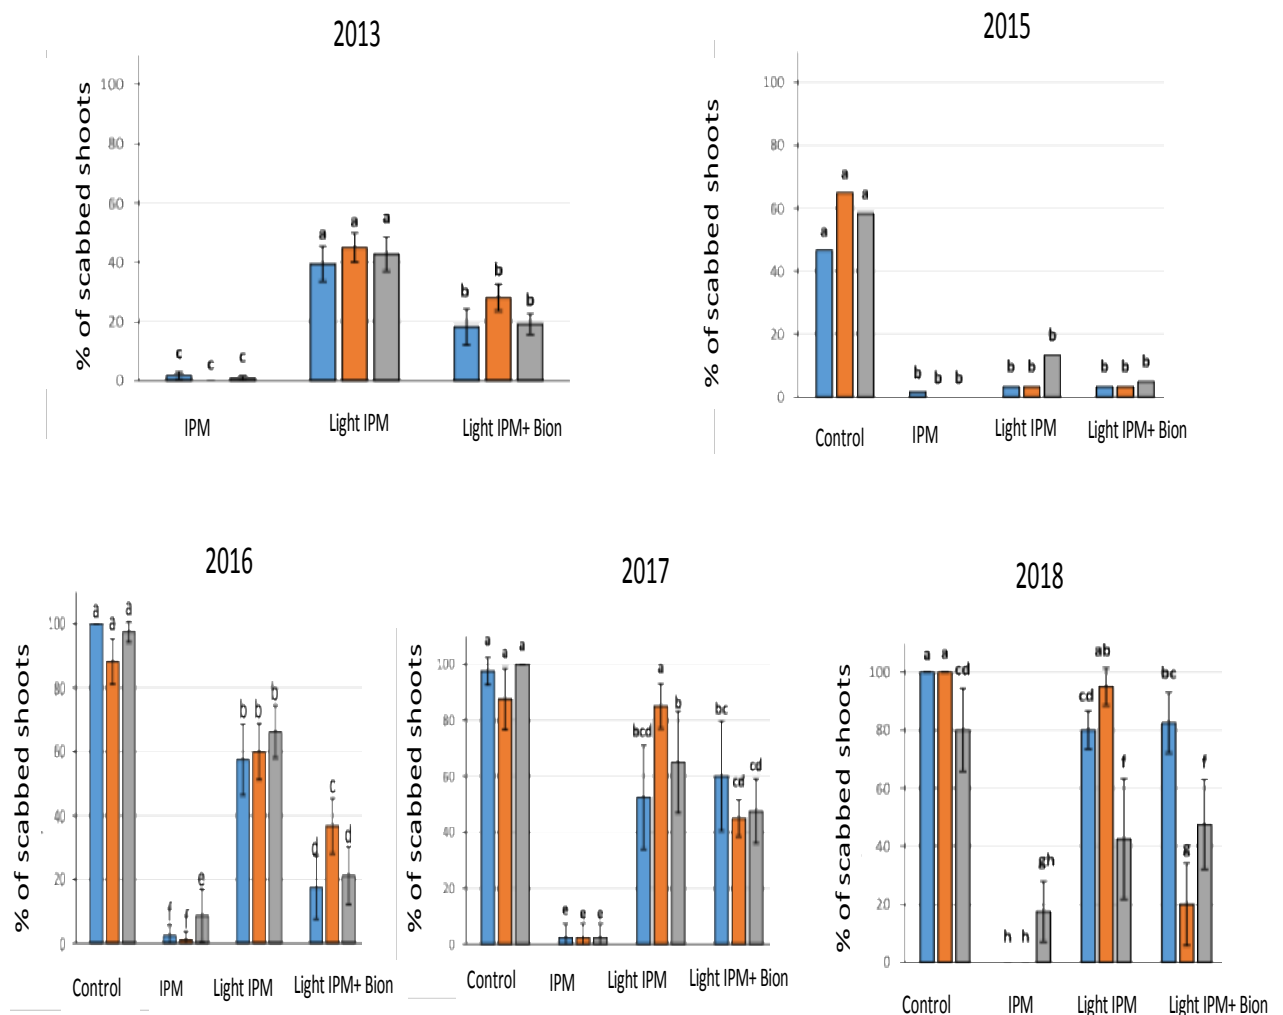 2013
% of scabbed shoots
100
80
60
40
20
0
c c c
a a a
b b b
IPM Light IPM Light IPM+ Bion
2015
% of scabbed shoots
100
80
60
40
20
0
a a a
b b b
b b b
b b b
Control IPM Light IPM Light IPM+ Bion
2016
% of scabbed shoots
100
80
60
40
20
0
a a a
f f e
b b b
d c d
Control IPM Light IPM Light IPM+ Bion
2017
% of scabbed shoots
100
80
60
40
20
0
a a a
e e e
bcd a b
bc cd cd
Control IPM Light IPM Light IPM+ Bion
2018
% of scabbed shoots
100
80
60
40
20
0
a a cd
h h gh
cd ab f
bc g f
Control IPM Light IPM Light IPM+ Bion